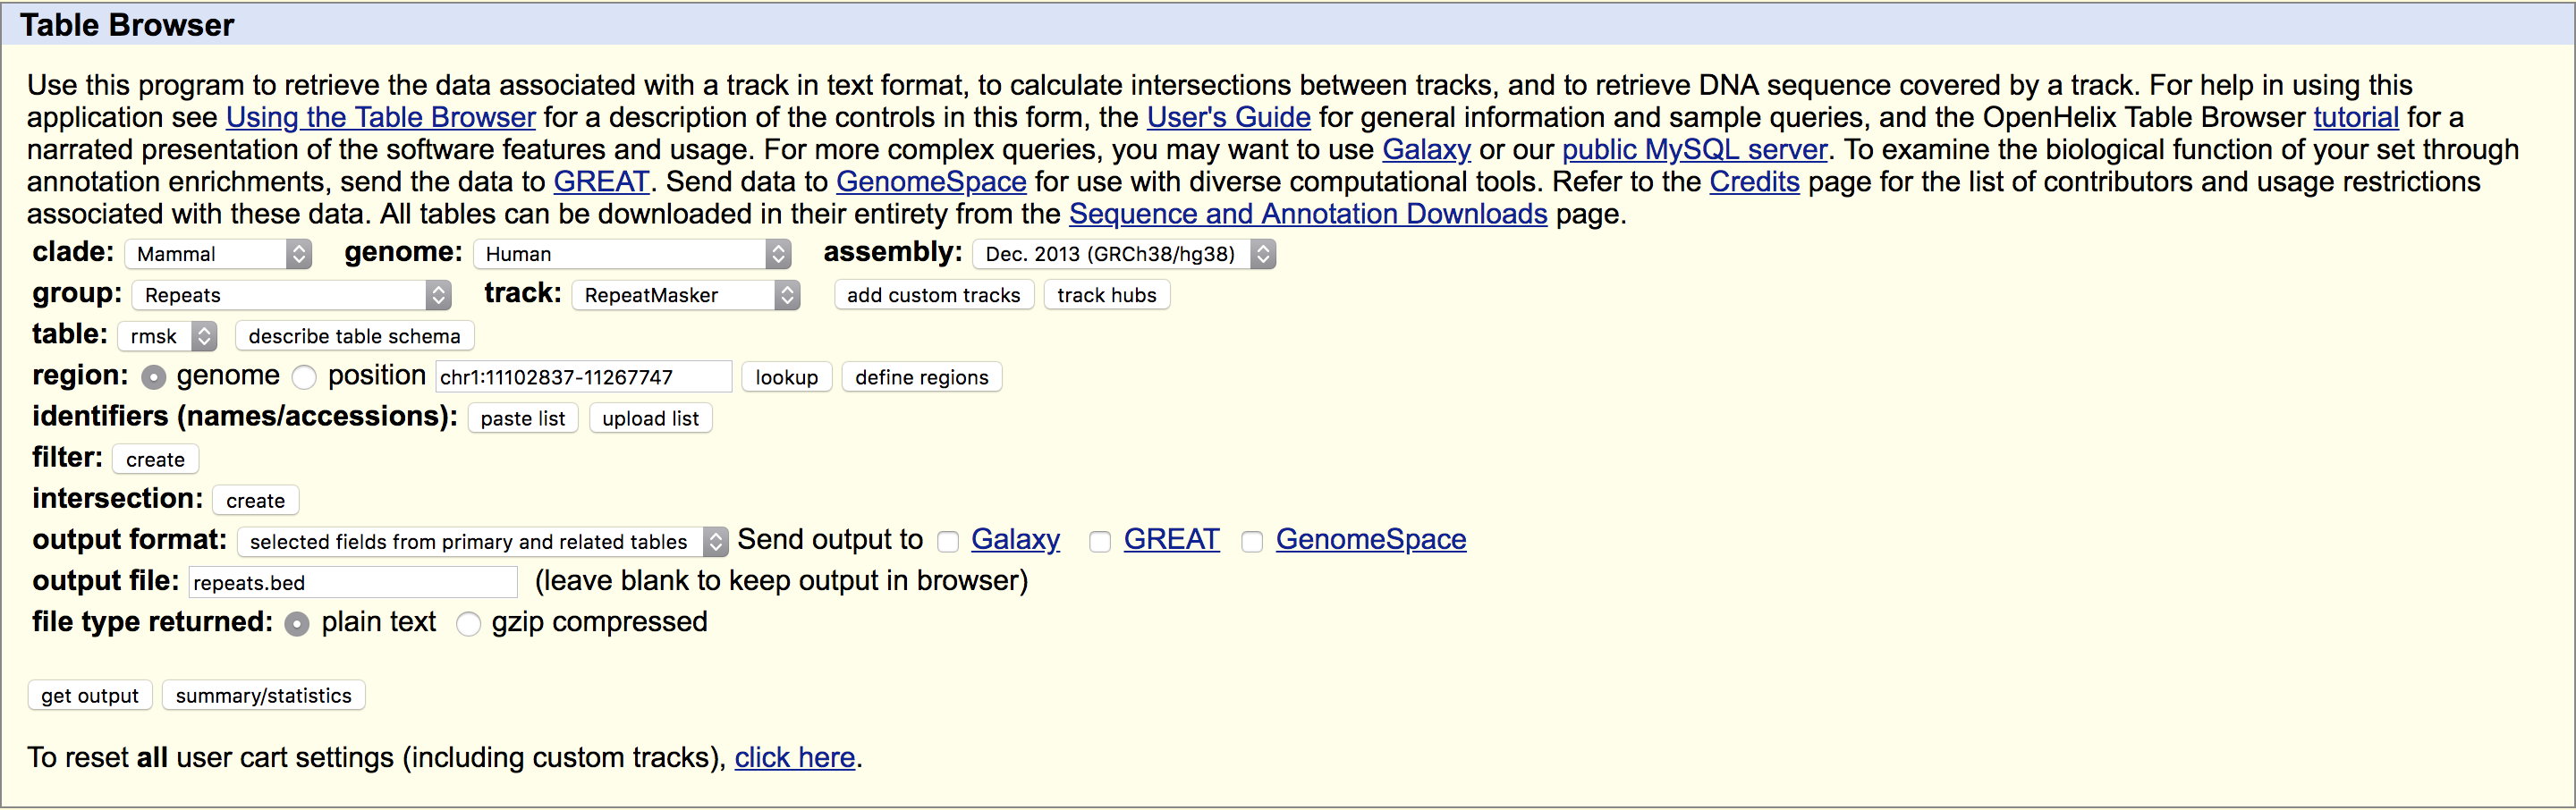 Table Browser
Use this program to retrieve the data associated with a track in text format, to calculate intersections between tracks, and to retrieve DNA sequence covered by a track. For help in using this
application see Using the Table Browser for a description of the controls in this form, the User's Guide for general information and sample queries, and the OpenHelix Table Browser tutorial for a
narrated presentation of the software features and usage. For more complex queries, you may want to use Galaxy or our public MySQL server. To examine the biological function of your set through
annotation enrichments, send the data to GREAT. Send data to GenomeSpace for use with diverse computational tools. Refer to the Credits page for the list of contributors and usage restrictions
associated with these data. All tables can be downloaded in their entirety from the Sequence and Annotation Downloads page.
clade: Mammal genome: Human assembly: Dec. 2013 (GRCh38/hg38)
group: Repeats track: RepeatMasker add custom tracks track hubs
table: rmsk describe table schema
region: genome position chr1:11102837-11267747 lookup define regions
identifiers (names/accessions): paste list upload list
filter: create
intersection: create
output format: selected fields from primary and related tables Send output to Galaxy GREAT GenomeSpace
output file: repeats.bed (leave blank to keep output in browser)
file type returned: plain text gzip compressed
get output summary/statistics
To reset all user cart settings (including custom tracks), click here.